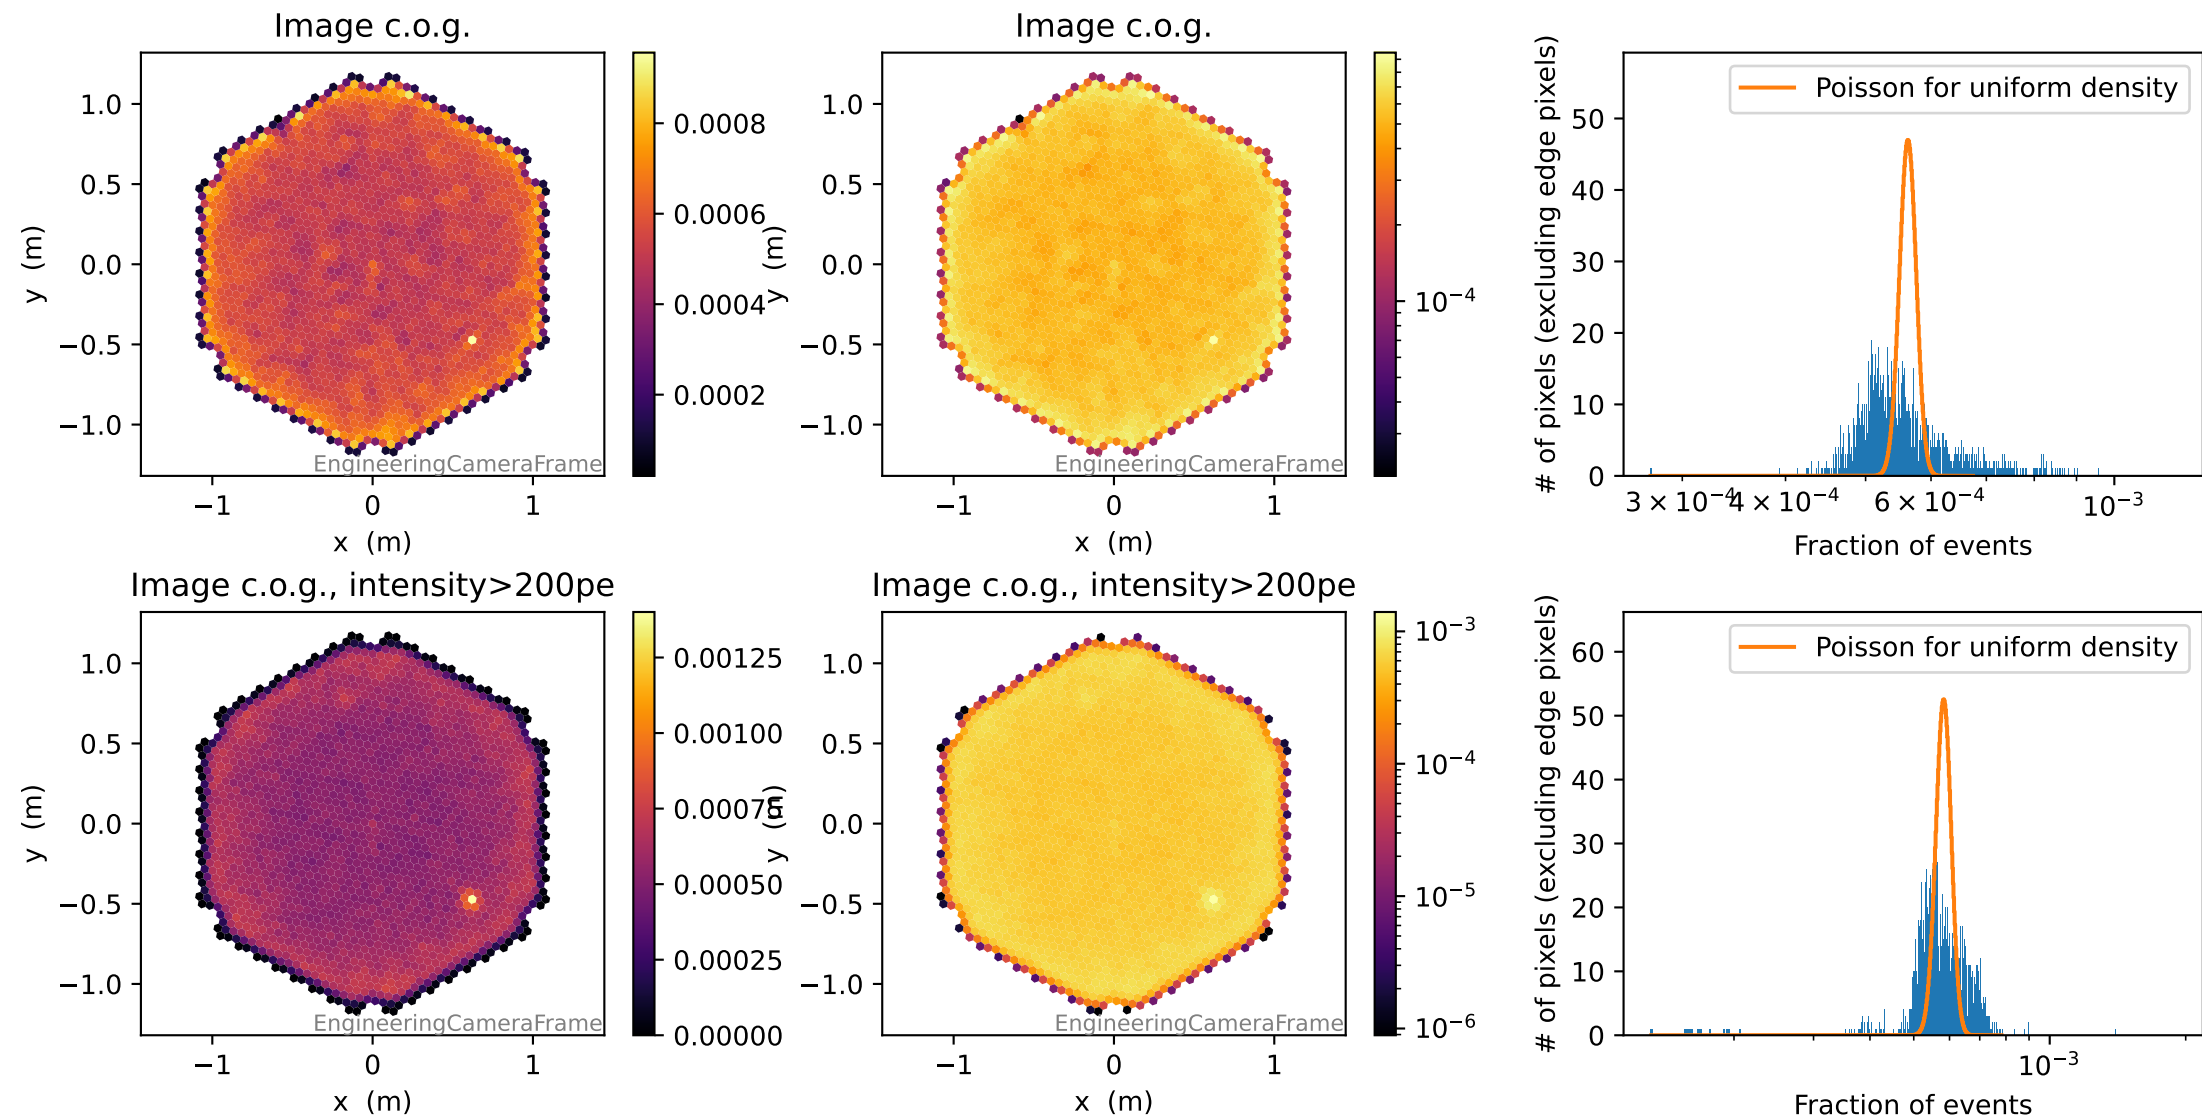 Image c.o.g.
y (m)
1.0
0.5
0.0
−0.5
−1.0
−1
0
1
x (m)
EngineeringCameraFrame
0.0008
0.0006
0.0004
0.0002
Image c.o.g.
y (m)
1.0
0.5
0.0
−0.5
−1.0
−1
0
1
x (m)
EngineeringCameraFrame
10⁻⁴
# of pixels (excluding edge pixels)
50
40
30
20
10
0
Poisson for uniform density
3 × 10⁻⁴
4 × 10⁻⁴
6 × 10⁻⁴
10⁻³
Fraction of events
Image c.o.g., intensity>200pe
y (m)
1.0
0.5
0.0
−0.5
−1.0
−1
0
1
x (m)
EngineeringCameraFrame
0.00125
0.00100
0.00075
0.00050
0.00025
0.00000
Image c.o.g., intensity>200pe
y (m)
1.0
0.5
0.0
−0.5
−1.0
−1
0
1
x (m)
EngineeringCameraFrame
10⁻³
10⁻⁴
10⁻⁵
10⁻⁶
# of pixels (excluding edge pixels)
60
50
40
30
20
10
0
Poisson for uniform density
10⁻³
Fraction of events